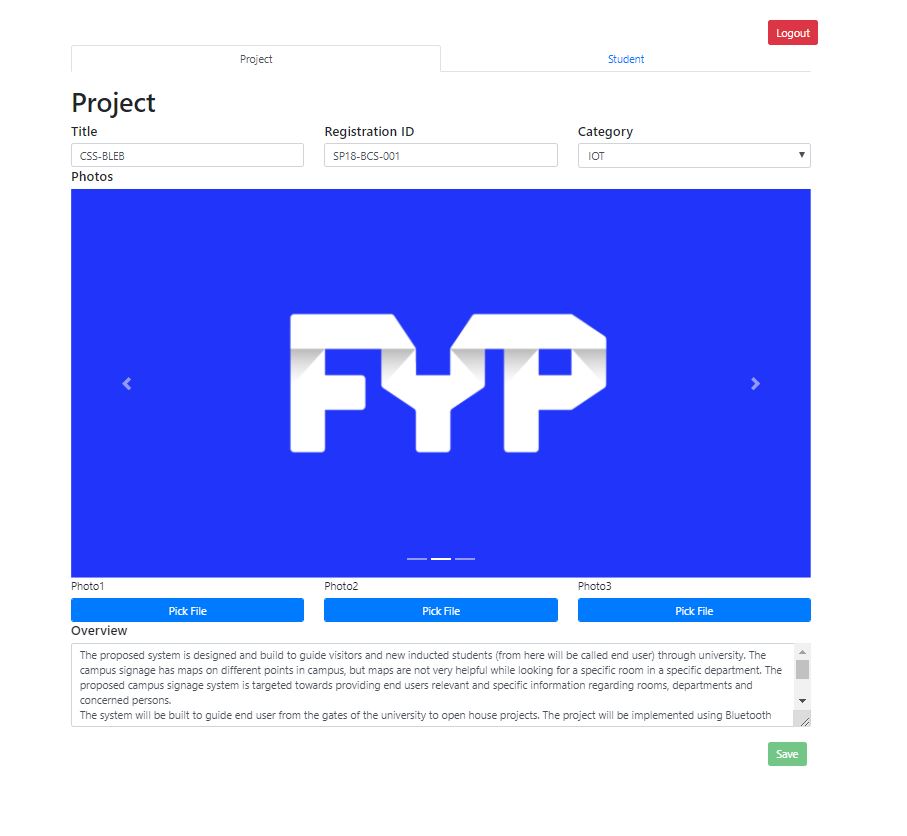 Logout
Project
Student
Project
Title
Registration ID
Category
CSS-BLEB
SP18-BCS-001
IOT
Photos
FYP
Photo1
Photo2
Photo3
Pick File
Pick File
Pick File
Overview
The proposed system is designed and build to guide visitors and new inducted students (from here will be called end user) through university. The
campus signage has maps on different points in campus, but maps are not very helpful while looking for a specific room in a specific department. The
proposed campus signage system is targeted towards providing end users relevant and specific information regarding rooms, departments and
concerned persons.
The system will be built to guide end user from the gates of the university to open house projects. The project will be implemented using Bluetooth
Save